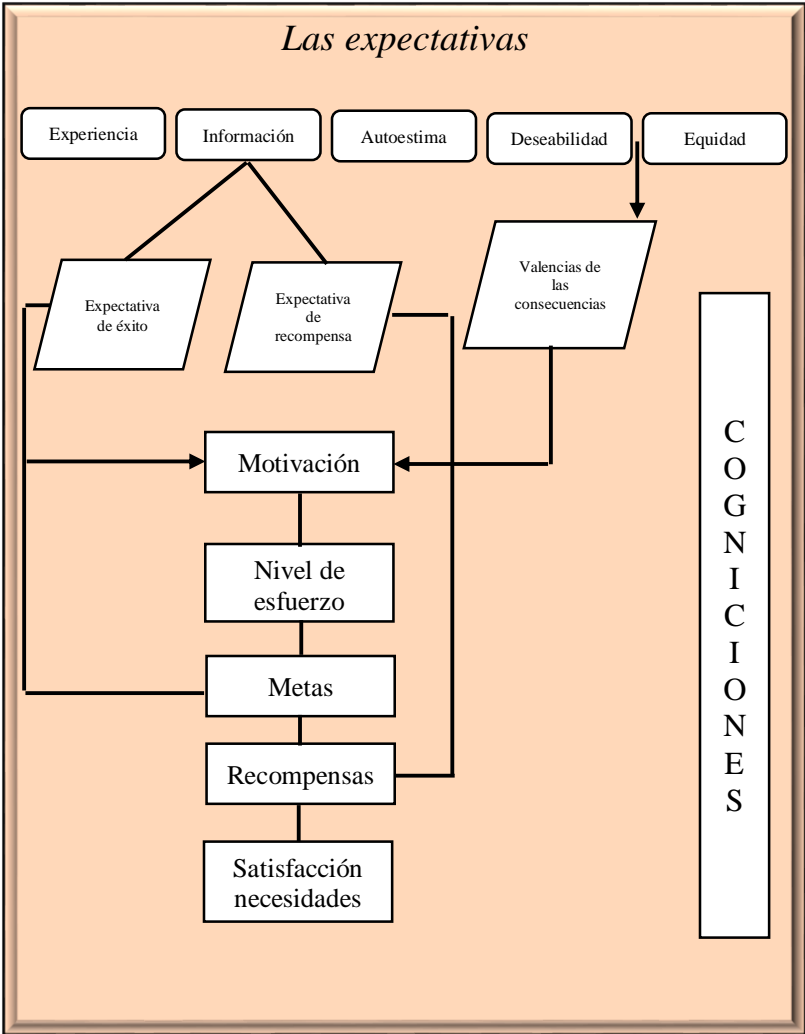 Las expectativas
Experiencia
Información
Autoestima
Deseabilidad
Equidad
Expectativa
de éxito
Expectativa
de
recompensa
Valencias de
las
consecuencias
Motivación
Nivel de
esfuerzo
Metas
Recompensas
Satisfacción
necesidades
C
O
G
N
I
C
I
O
N
E
S